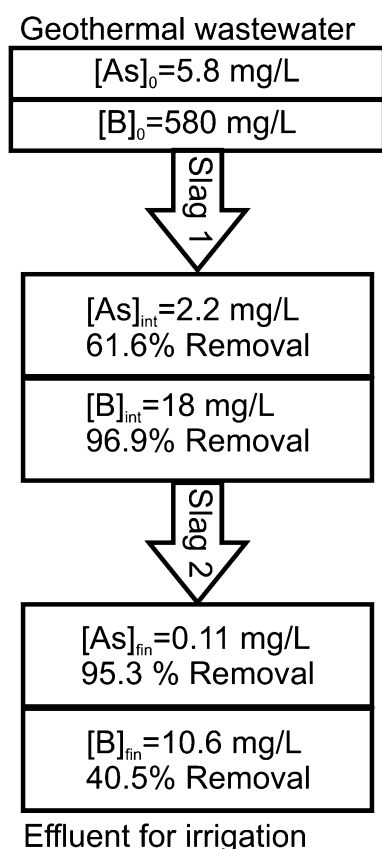 Geothermal wastewater
[As]₀=5.8 mg/L
[B]₀=580 mg/L
Slag 1
[As]int=2.2 mg/L
61.6% Removal
[B]int=18 mg/L
96.9% Removal
Slag 2
[As]fin=0.11 mg/L
95.3 % Removal
[B]fin=10.6 mg/L
40.5% Removal
Effluent for irrigation